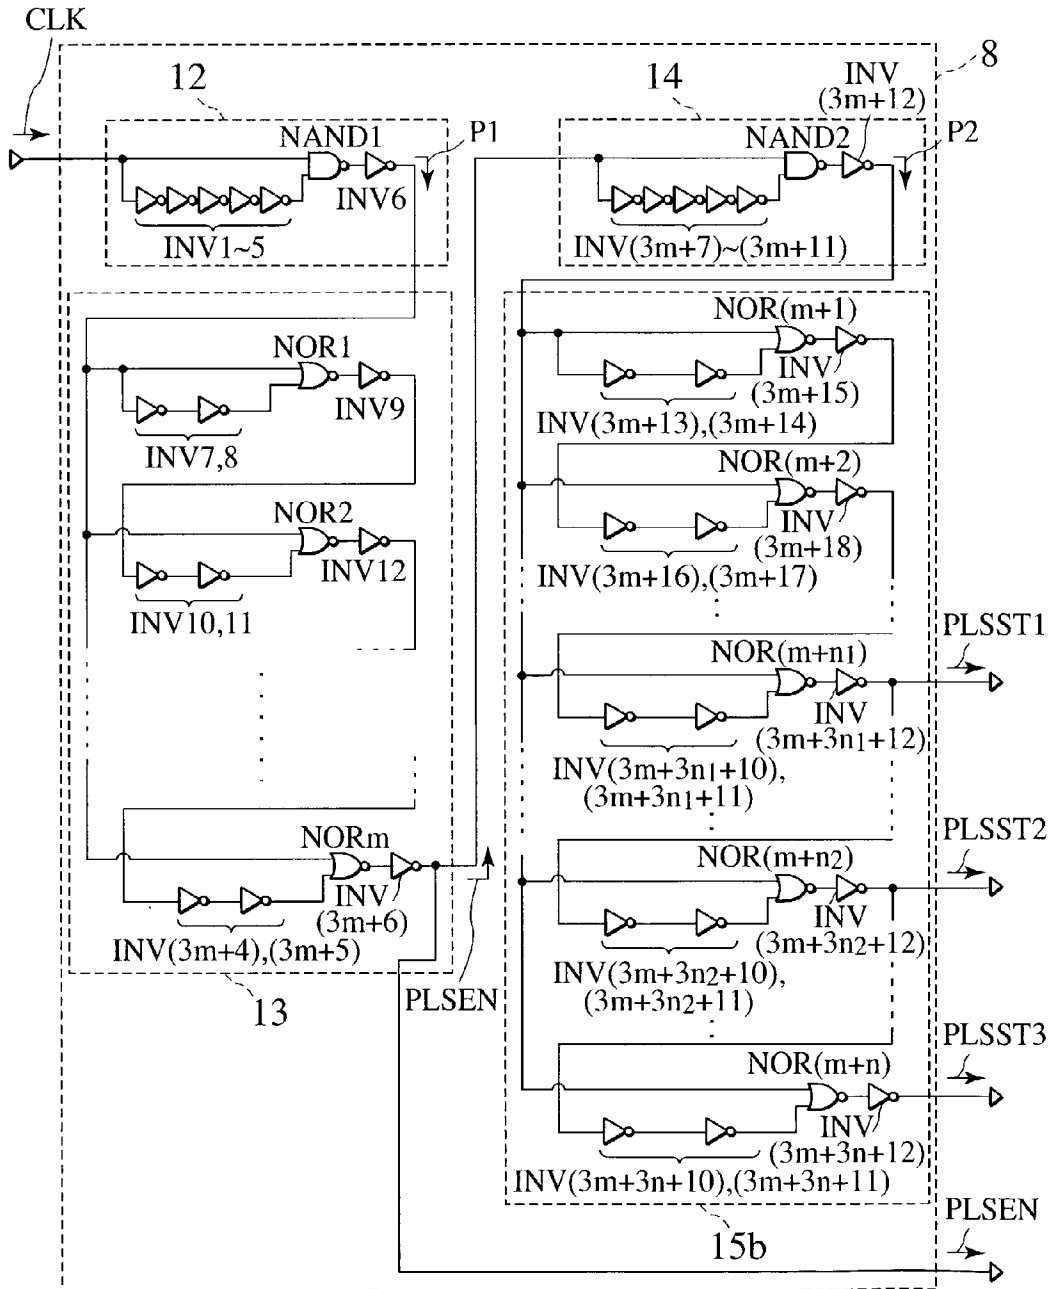 CLK
8
12
14
INV
(3m+12)
NAND1
P1
NAND2
P2
INV6
INV1~5
INV(3m+7)~(3m+11)
NOR1
INV9
INV7,8
NOR2
INV12
INV10,11
NORm
INV
(3m+6)
INV(3m+4),(3m+5)
13
PLSEN
NOR(m+1)
INV
(3m+15)
INV(3m+13),(3m+14)
NOR(m+2)
INV
(3m+18)
INV(3m+16),(3m+17)
NOR(m+n1)
INV
(3m+3n1+12)
INV(3m+3n1+10),
(3m+3n1+11)
PLSST1
NOR(m+n2)
INV
(3m+3n2+12)
INV(3m+3n2+10),
(3m+3n2+11)
PLSST2
NOR(m+n)
INV
(3m+3n+12)
INV(3m+3n+10),(3m+3n+11)
PLSST3
15b
PLSEN